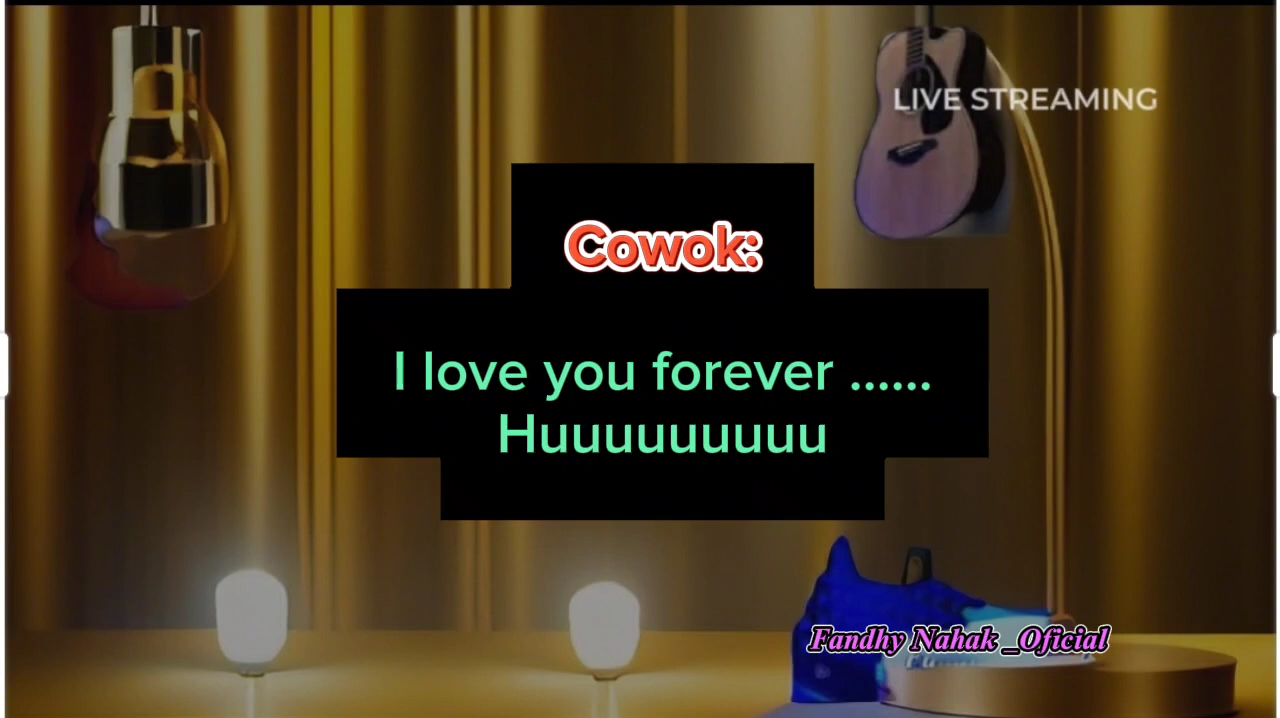 LIVE STREAMING
Cowok:
I love you forever ......
Huuuuuuuuu
Fandhy Nahak _Oficial